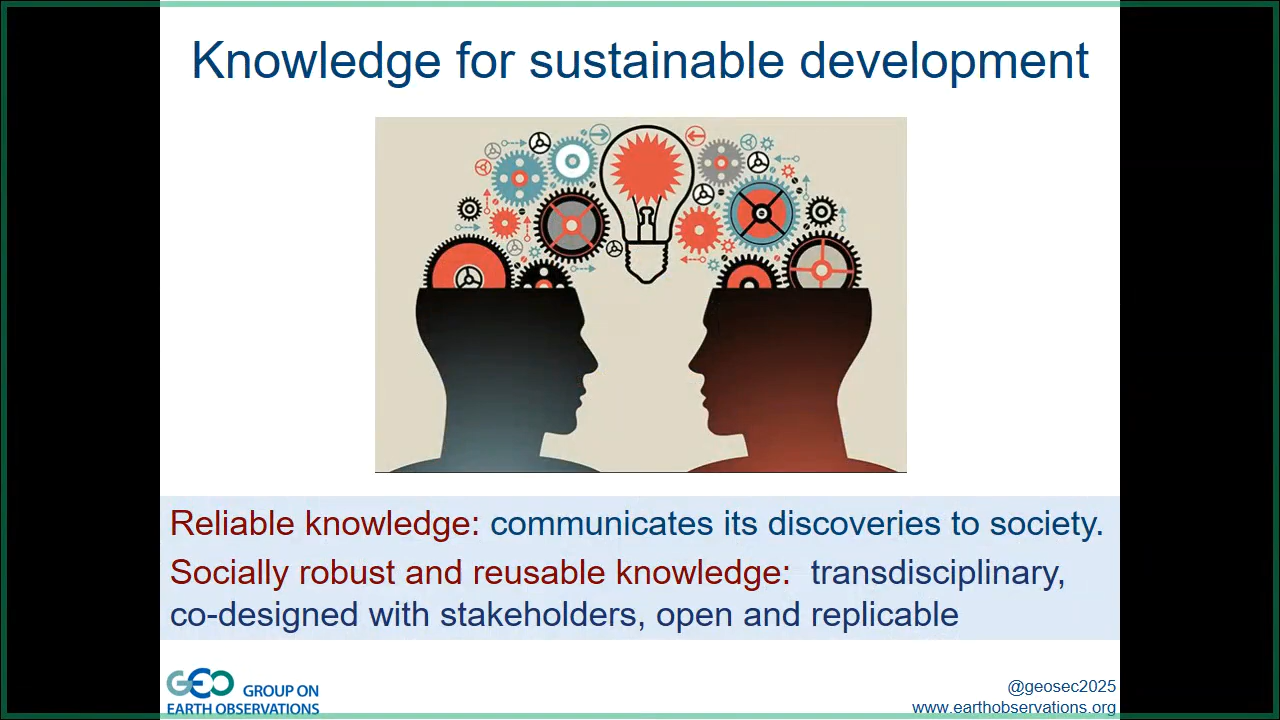 Knowledge for sustainable development
Reliable knowledge: communicates its discoveries to society.
Socially robust and reusable knowledge: transdisciplinary,
co-designed with stakeholders, open and replicable
GEO GROUP ON
EARTH OBSERVATIONS
@geosec2025
www.earthobservations.org